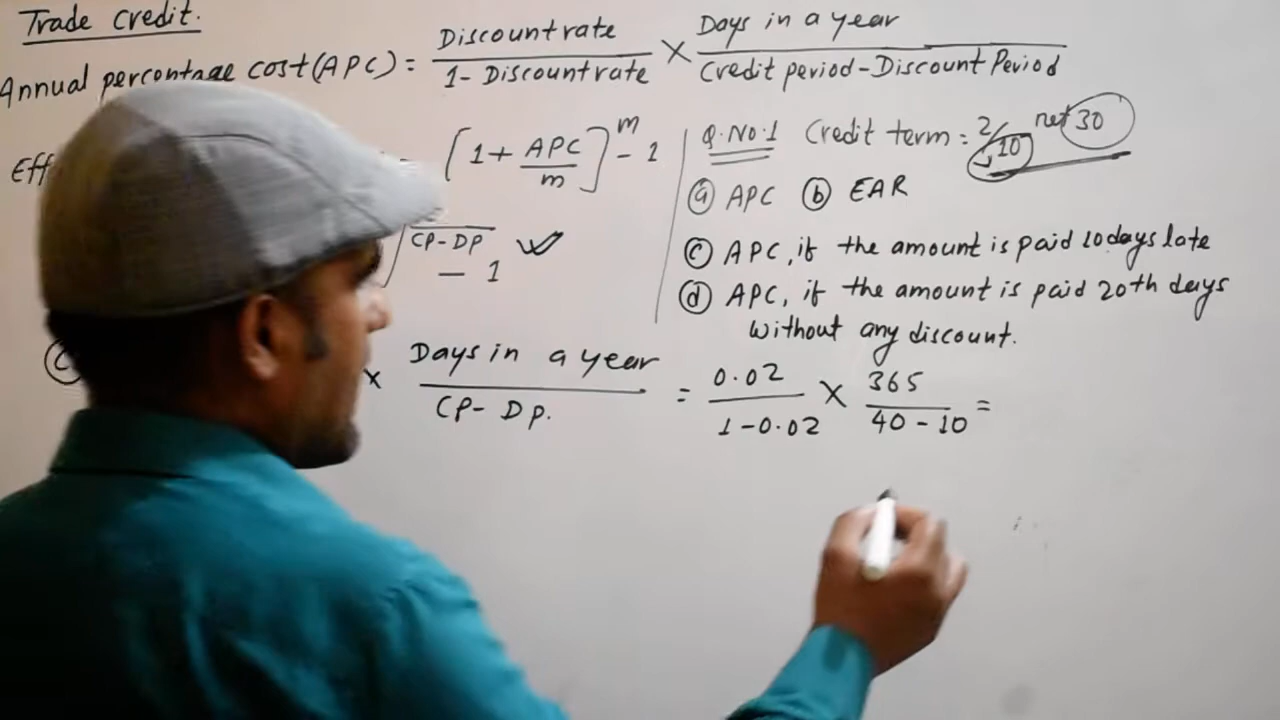 Trade Credit.
Annual percentage cost (APC) = Discount rate / 1 - Discount rate × Days in a year / Credit period - Discount Period
Eff
[1 + APC / m]^m - 1
CP - DP
- 1
Q. No. 1 Credit term : 2/10 net 30
(a) APC (b) EAR
(c) APC, if the amount is paid 10 days late
(d) APC, if the amount is paid 20th days
without any discount.
(c) × Days in a year / CP - Dp. = 0.02 / 1 - 0.02 × 365 / 40 - 10 =